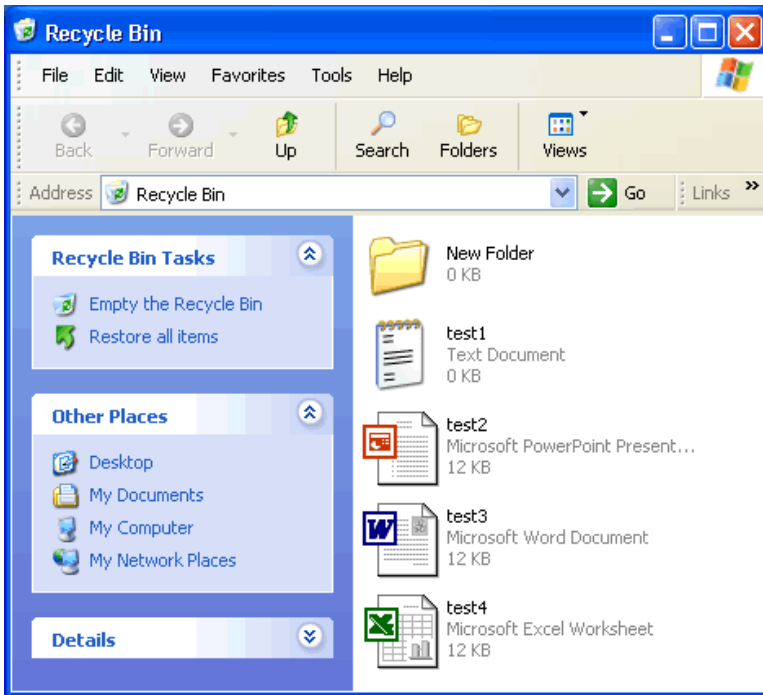 Recycle Bin
File Edit View Favorites Tools Help
Back Forward Up Search Folders Views
Address Recycle Bin Go Links »
Recycle Bin Tasks
Empty the Recycle Bin
Restore all items
Other Places
Desktop
My Documents
My Computer
My Network Places
Details
New Folder
0 KB
test1
Text Document
0 KB
test2
Microsoft PowerPoint Present...
12 KB
test3
Microsoft Word Document
12 KB
test4
Microsoft Excel Worksheet
12 KB